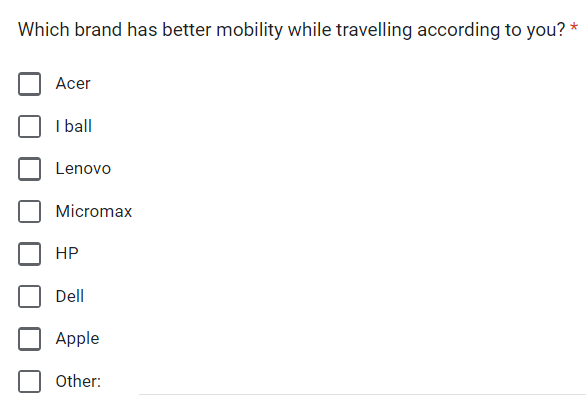 Which brand has better mobility while travelling according to you? *
Acer
I ball
Lenovo
Micromax
HP
Dell
Apple
Other: